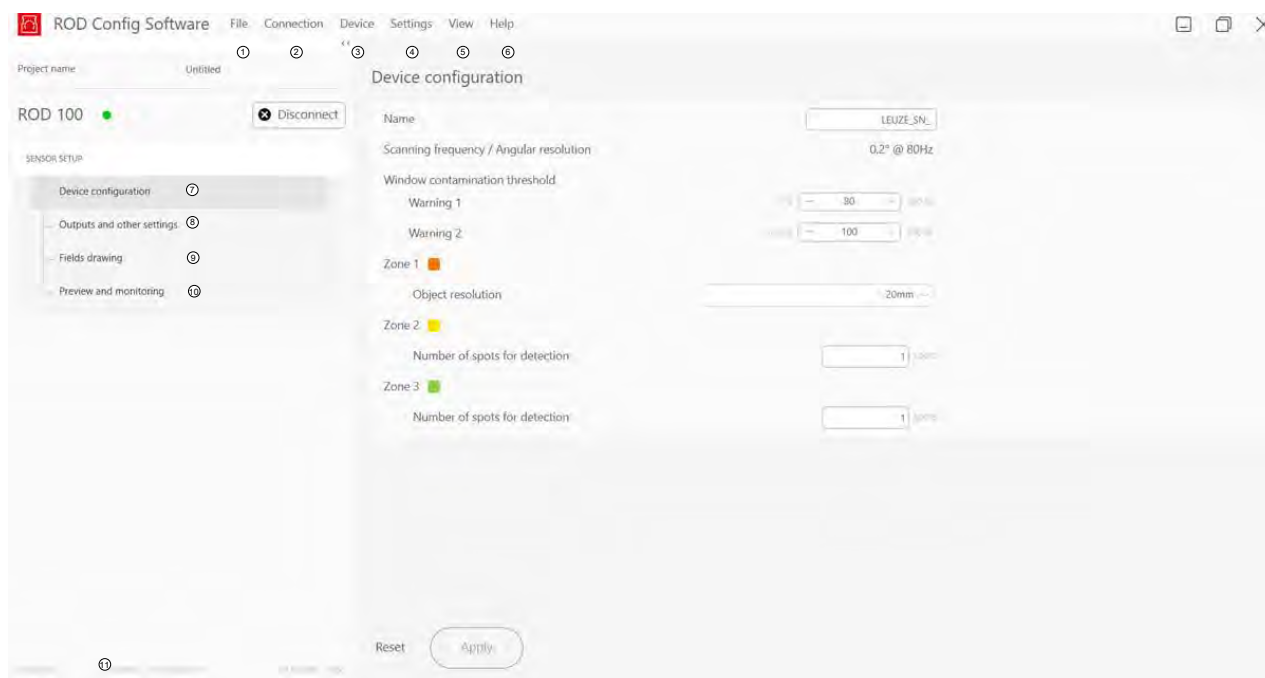 ROD Config Software File Connection Device Settings View Help
‹‹
① ② ③ ④ ⑤ ⑥
Project name Untitled
Device configuration
ROD 100 Disconnect
Name LEUZE_SN_
Scanning frequency / Angular resolution 0.2° @ 80Hz
SENSOR SETUP
Window contamination threshold
Device configuration ⑦
Warning 1 80
Outputs and other settings ⑧
Warning 2 100
Fields drawing ⑨
Zone 1
Preview and monitoring ⑩
Object resolution 20mm
Zone 2
Number of spots for detection 1
Zone 3
Number of spots for detection 1
Reset Apply
⑪